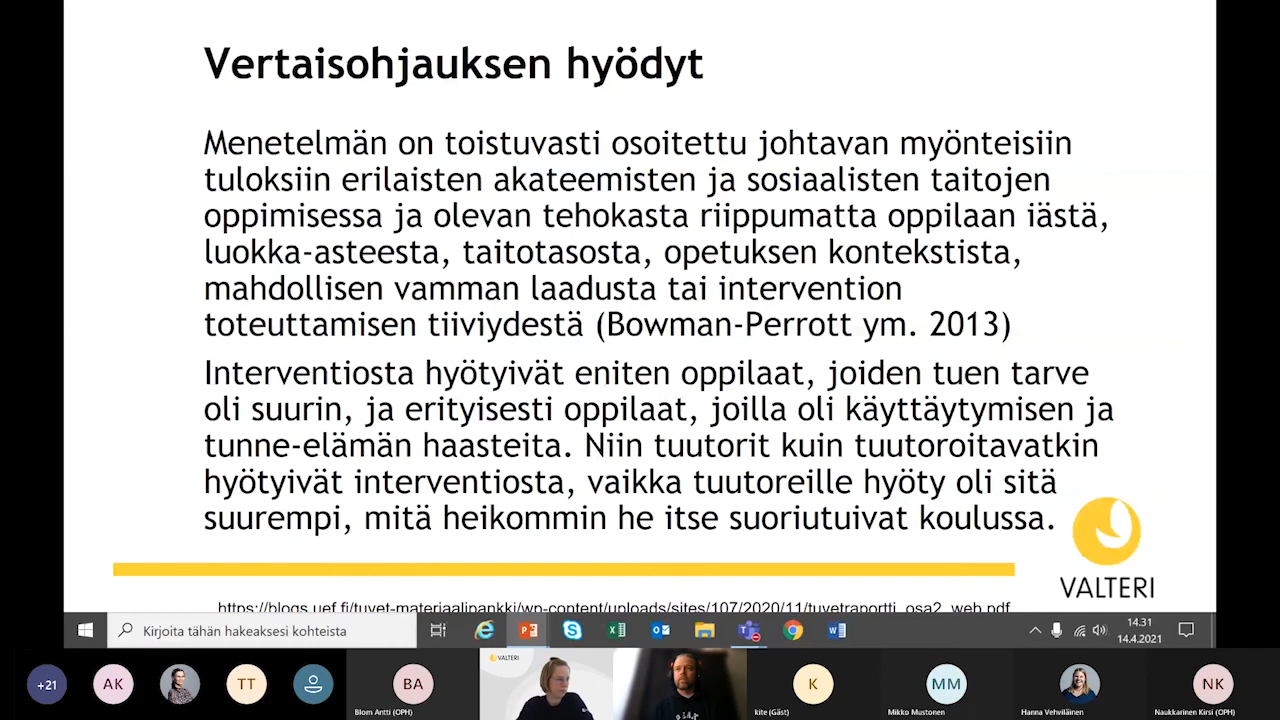 Vertaisohjauksen hyödyt
Menetelmän on toistuvasti osoitettu johtavan myönteisiin
tuloksiin erilaisten akateemisten ja sosiaalisten taitojen
oppimisessa ja olevan tehokasta riippumatta oppilaan iästä,
luokka-asteesta, taitotasosta, opetuksen kontekstista,
mahdollisen vamman laadusta tai intervention
toteuttamisen tiiviydestä (Bowman-Perrott ym. 2013)
Interventiosta hyötyivät eniten oppilaat, joiden tuen tarve
oli suurin, ja erityisesti oppilaat, joilla oli käyttäytymisen ja
tunne-elämän haasteita. Niin tuutorit kuin tuutoroitavatkin
hyötyivät interventiosta, vaikka tuutoreille hyöty oli sitä
suurempi, mitä heikommin he itse suoriutuivat koulussa.
VALTERI
https://blogs.uef.fi/tuvet-materiaalipankki/wp-content/uploads/sites/107/2020/11/tuvetraportti_osa2_web.pdf
Kirjoita tähän hakeaksesi kohteista
14.31
14.4.2021
+21
AK
TT
BA
Blom Antti (OPH)
VALTERI
K
kite (Gäst)
MM
Mikko Mustonen
Hanna Vehviläinen
NK
Naukkarinen Kirsi (OPH)